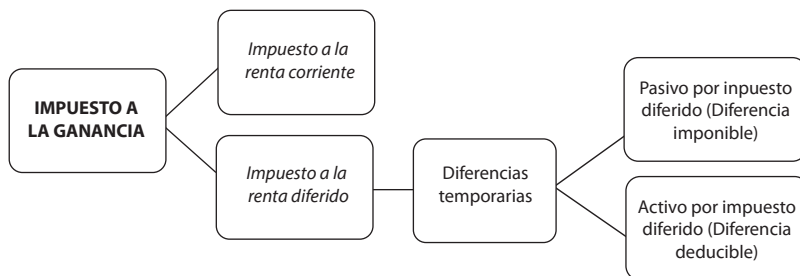 IMPUESTO A
LA GANANCIA
Impuesto a la
renta corriente
Impuesto a la
renta diferido
Diferencias
temporarias
Pasivo por inpuesto
diferido (Diferencia
imponible)
Activo por impuesto
diferido (Diferencia
deducible)